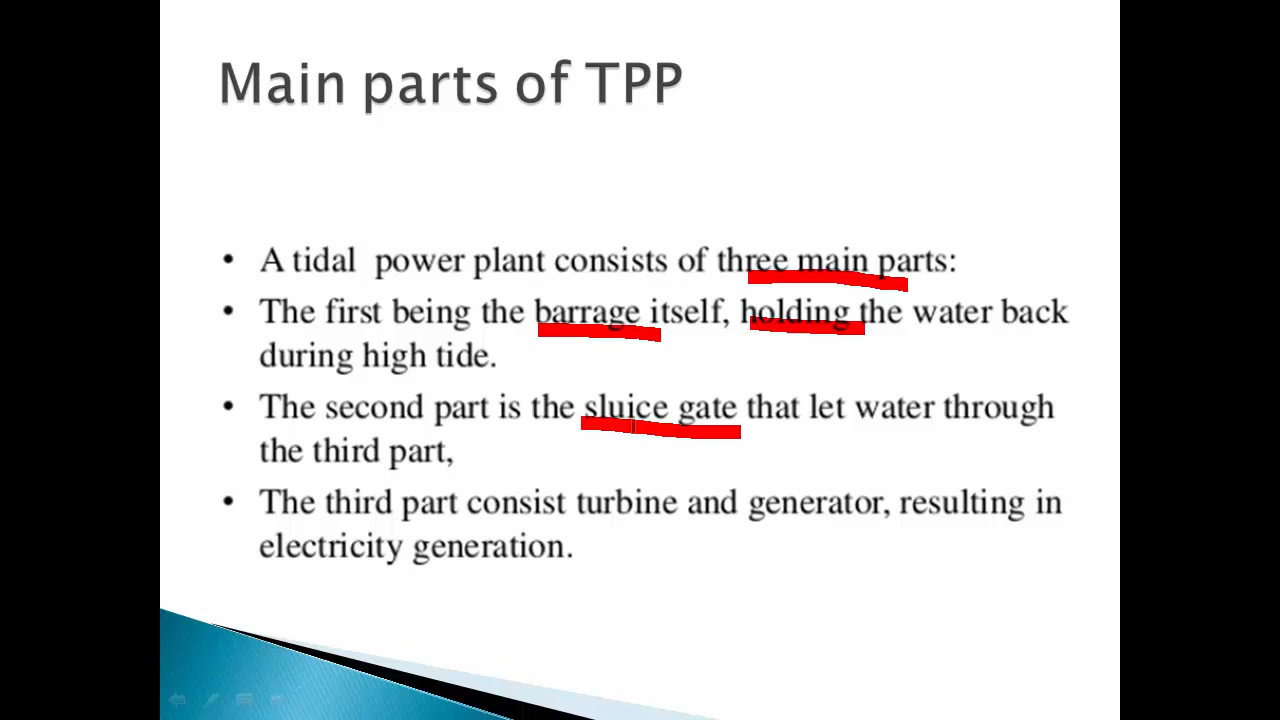 Main parts of TPP
• A tidal power plant consists of three main parts:
• The first being the barrage itself, holding the water back
during high tide.
• The second part is the sluice gate that let water through
the third part,
• The third part consist turbine and generator, resulting in
electricity generation.